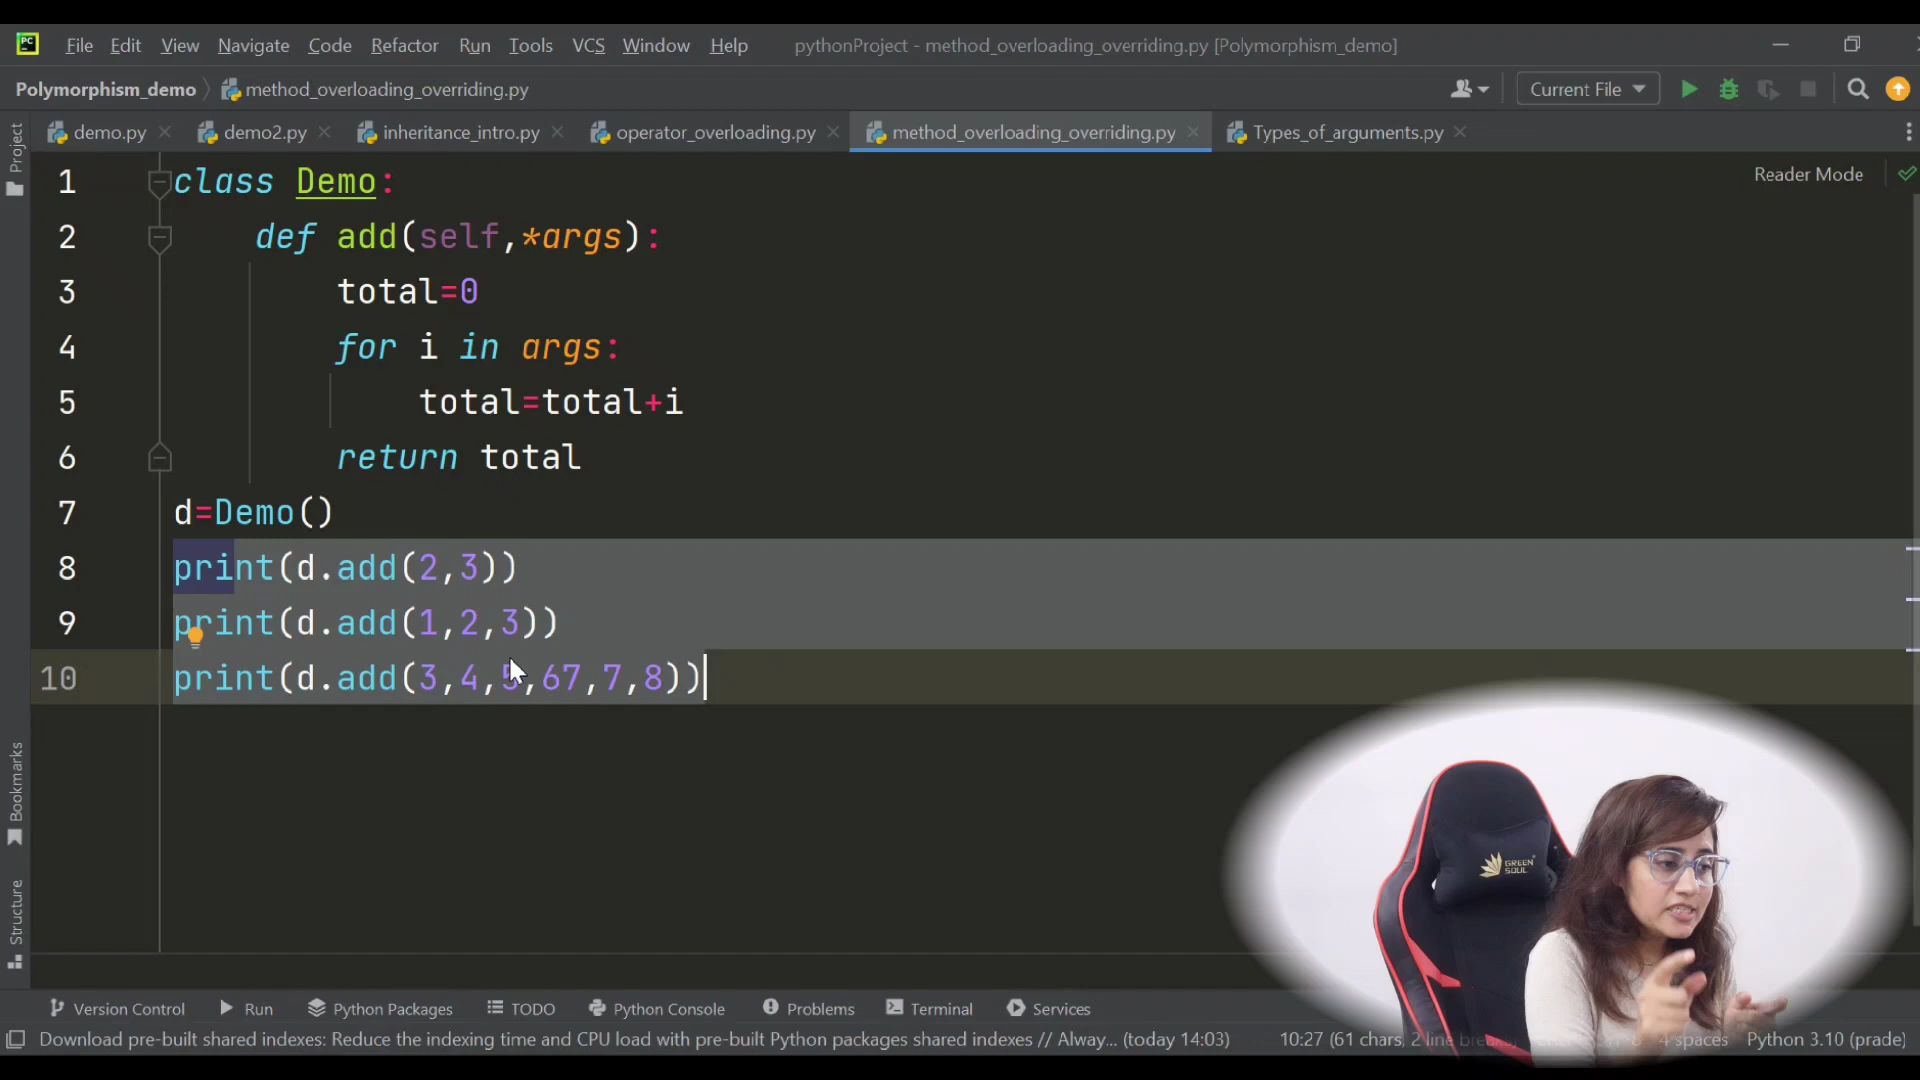 PC
File Edit View Navigate Code Refactor Run Tools VCS Window Help pythonProject - method_overloading_overriding.py [Polymorphism_demo]
Polymorphism_demo method_overloading_overriding.py Current File
demo.py demo2.py inheritance_intro.py operator_overloading.py method_overloading_overriding.py Types_of_arguments.py
Project
Reader Mode
1 class Demo:
2 def add(self,*args):
3 total=0
4 for i in args:
5 total=total+i
6 return total
7 d=Demo()
8 print(d.add(2,3))
9 print(d.add(1,2,3))
10 print(d.add(3,4,5,67,7,8))
Bookmarks
Structure
GREEN
SOUL
Version Control Run Python Packages TODO Python Console Problems Terminal Services
Download pre-built shared indexes: Reduce the indexing time and CPU load with pre-built Python packages shared indexes // Alway... (today 14:03) 10:27 (61 chars, 2 line 4 spaces Python 3.10 (prade)